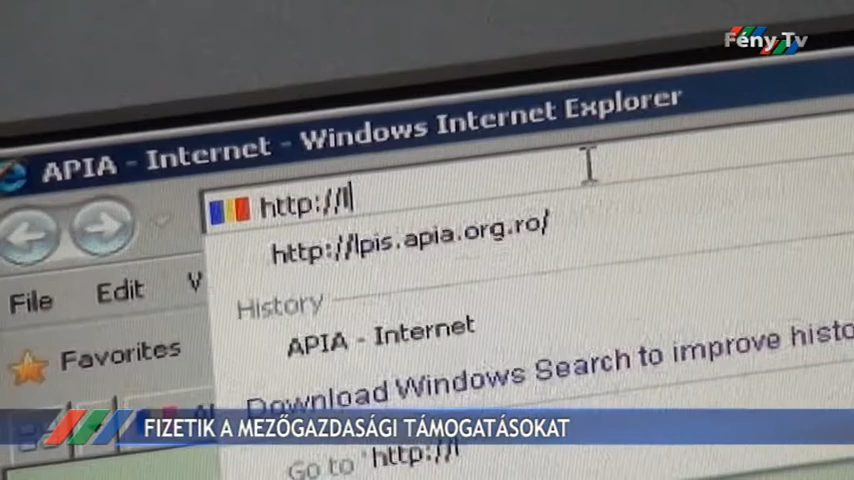 Fény Tv
APIA - Internet - Windows Internet Explorer
http://l
http://lpis.apia.org.ro/
File Edit V
History
APIA - Internet
Favorites
Download Windows Search to improve histo
FIZETIK A MEZŐGAZDASÁGI TÁMOGATÁSOKAT
Go to "http://l